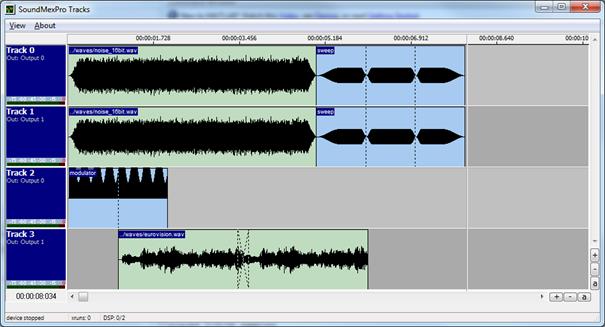 SoundMexPro Tracks
View About
00:00:01.728 00:00:03.456 00:00:05.184 00:00:06.912 00:00:08.640 00:00:10
Track 0
Out: Output 0
../waves/noise_16bit.wav
sweep
Track 1
Out: Output 1
../waves/noise_16bit.wav
sweep
Track 2
Out: Output 0
modulator
Track 3
Out: Output 1
../waves/eurovision.wav
00:00:08:034
+ - a
+ - a
device stopped xruns: 0 DSP: 0/2